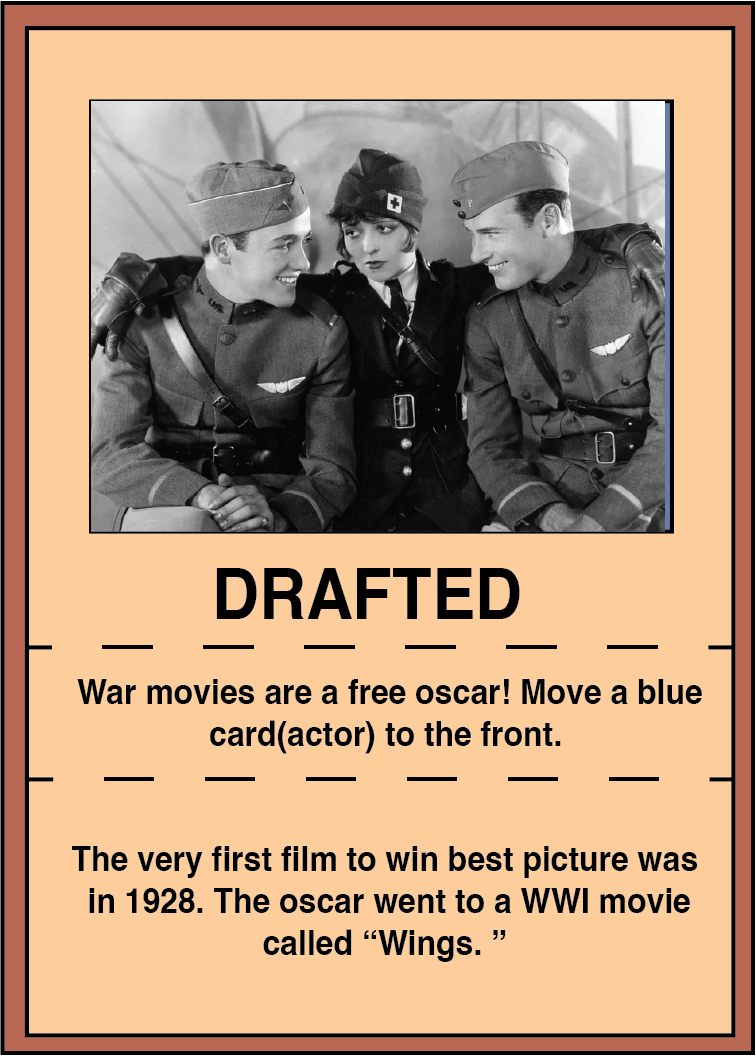 DRAFTED
War movies are a free oscar! Move a blue
card(actor) to the front.
The very first film to win best picture was
in 1928. The oscar went to a WWI movie
called “Wings. ”